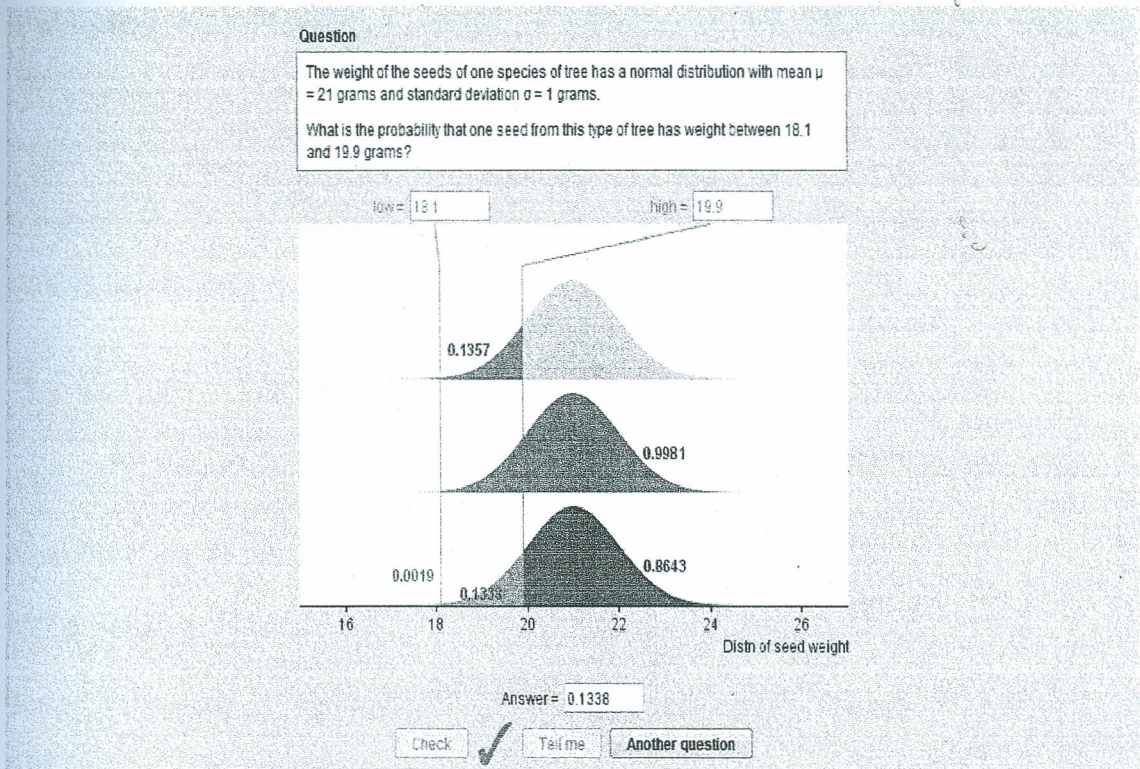 Question
The weight of the seeds of one species of tree has a normal distribution with mean μ
= 21 grams and standard deviation σ = 1 grams.
What is the probability that one seed from this type of tree has weight between 18.1
and 19.9 grams?
low = 18.1 high = 19.9
0.1357
0.9981
0.8643
0.0019
0.1338
16 18 20 22 24 26
Distn of seed weight
Answer = 0.1338
Check Tell me Another question